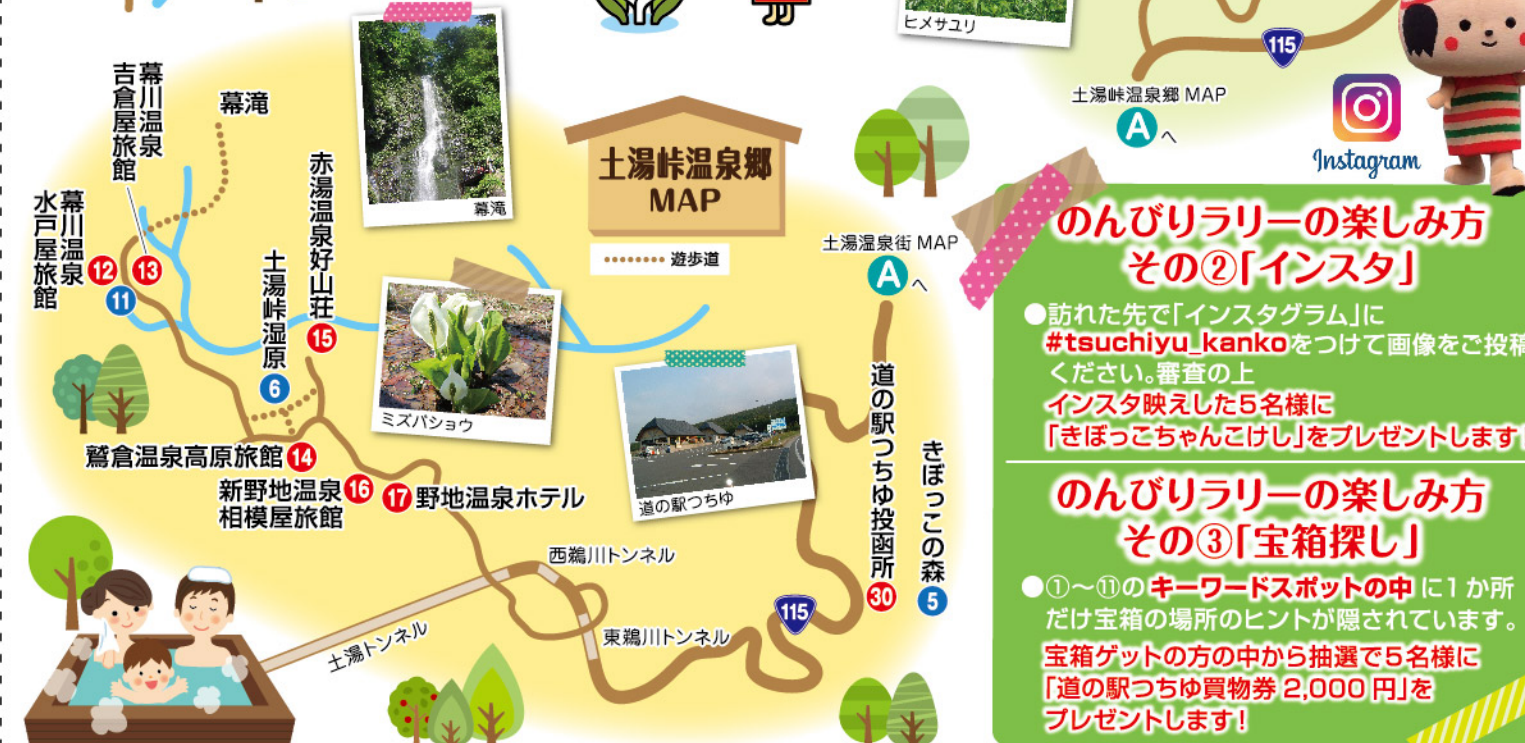 ヒメサユリ
115
土湯峠温泉郷 MAP
Aへ
Instagram
幕川温泉
吉倉屋旅館
幕滝
幕川温泉
水戸屋旅館
12
13
11
赤湯温泉好山荘
15
土湯峠湿原
6
幕滝
土湯峠温泉郷
MAP
遊歩道
土湯温泉街 MAP
Aへ
ミズバショウ
道の駅つちゆ
道の駅つちゆ投函所
30
きぼっこの森
5
鷲倉温泉高原旅館 14
新野地温泉
相模屋旅館
16
17 野地温泉ホテル
西鴉川トンネル
115
東鴉川トンネル
土湯トンネル
のんびりラリーの楽しみ方
その②「インスタ」
●訪れた先で「インスタグラム」に
#tsuchiyu_kankoをつけて画像をご投稿
ください。審査の上
インスタ映えした5名様に
「きぼっこちゃんこけし」をプレゼントします
のんびりラリーの楽しみ方
その③「宝箱探し」
●①~⑪のキーワードスポットの中に1か所
だけ宝箱の場所のヒントが隠されています。
宝箱ゲットの方の中から抽選で5名様に
「道の駅つちゆ買物券 2,000 円」を
プレゼントします!